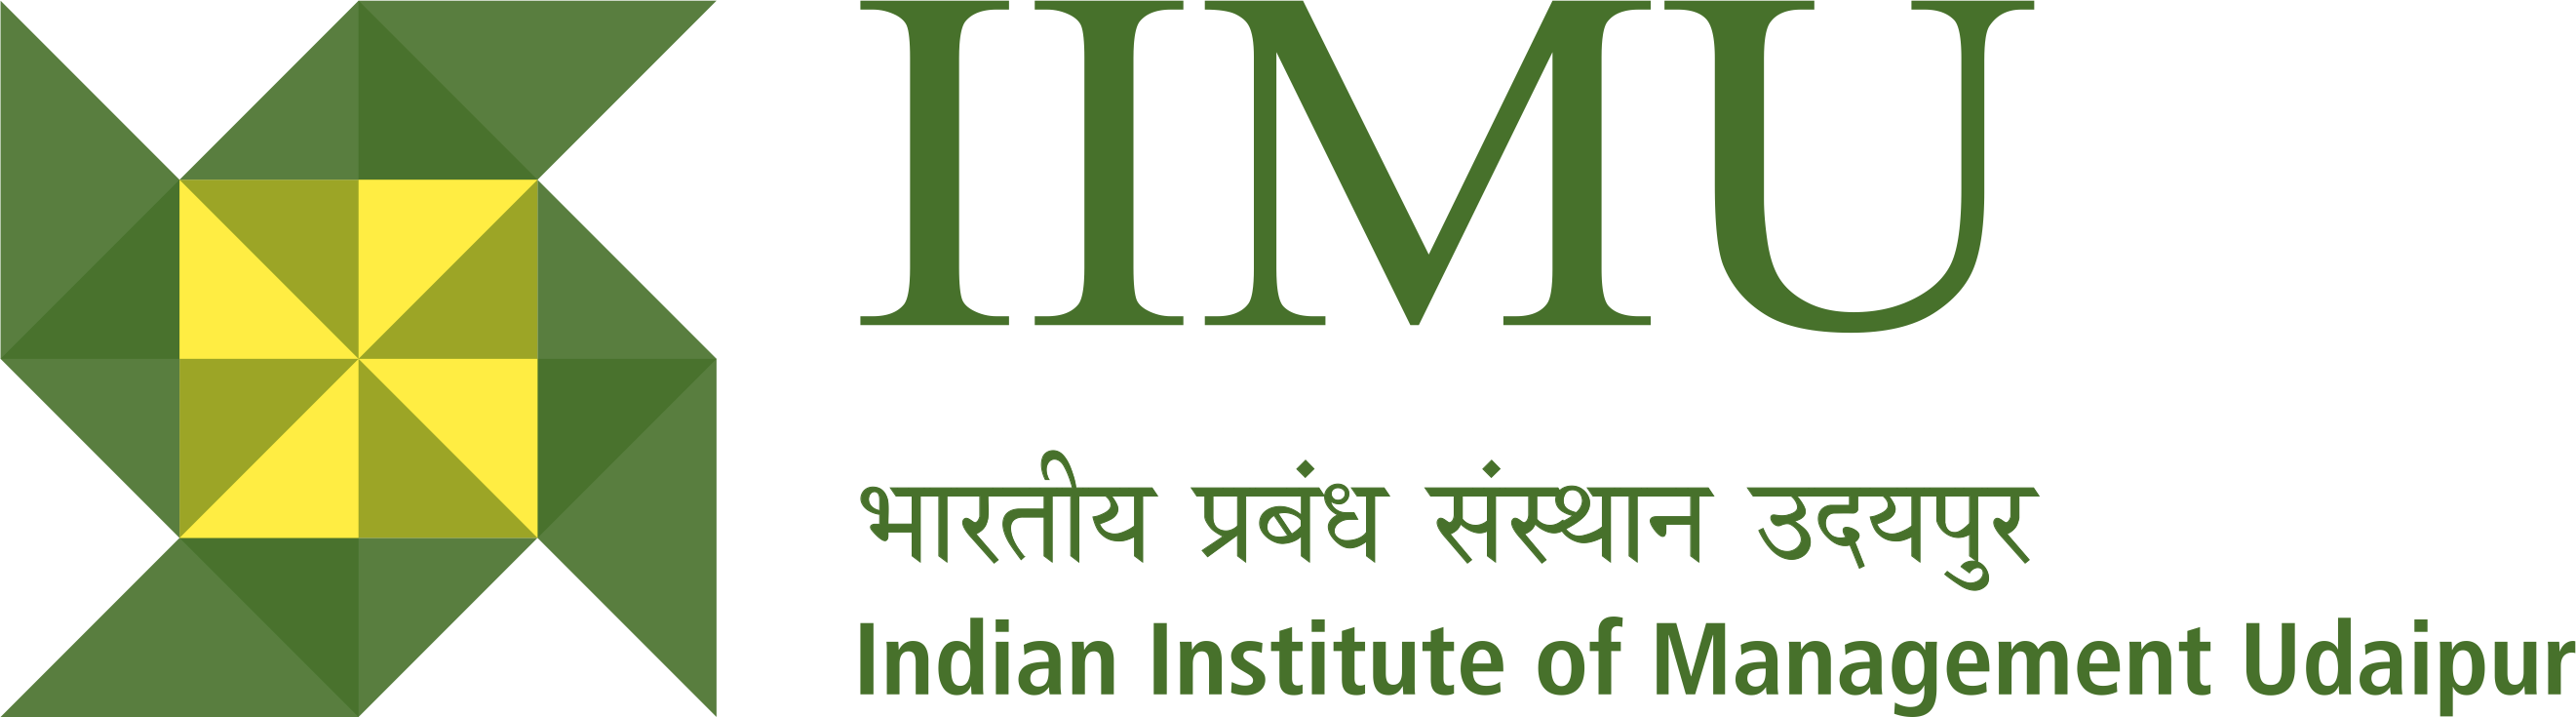 IIMU
भारतीय प्रबंध संस्थान उदयपुर
Indian Institute of Management Udaipur